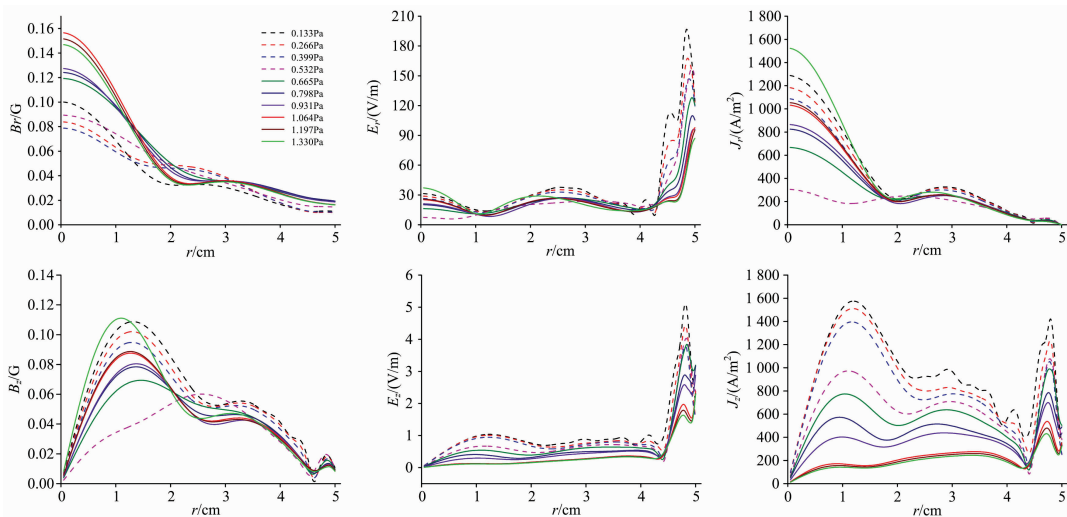 Br/G
0.16
0.14
0.12
0.10
0.08
0.06
0.04
0.02
0.00
0 1 2 3 4 5
r/cm
0.133Pa
0.266Pa
0.399Pa
0.532Pa
0.665Pa
0.798Pa
0.931Pa
1.064Pa
1.197Pa
1.330Pa
Er/(V/m)
210
180
150
120
90
60
30
0
0 1 2 3 4 5
r/cm
Jr/(A/m²)
1 800
1 600
1 400
1 200
1 000
800
600
400
200
0
0 1 2 3 4 5
r/cm
Bz/G
0.14
0.12
0.10
0.08
0.06
0.04
0.02
0.00
0 1 2 3 4 5
r/cm
Ez/(V/m)
6
5
4
3
2
1
0
0 1 2 3 4 5
r/cm
Jz/(A/m²)
1 800
1 600
1 400
1 200
1 000
800
600
400
200
0
0 1 2 3 4 5
r/cm